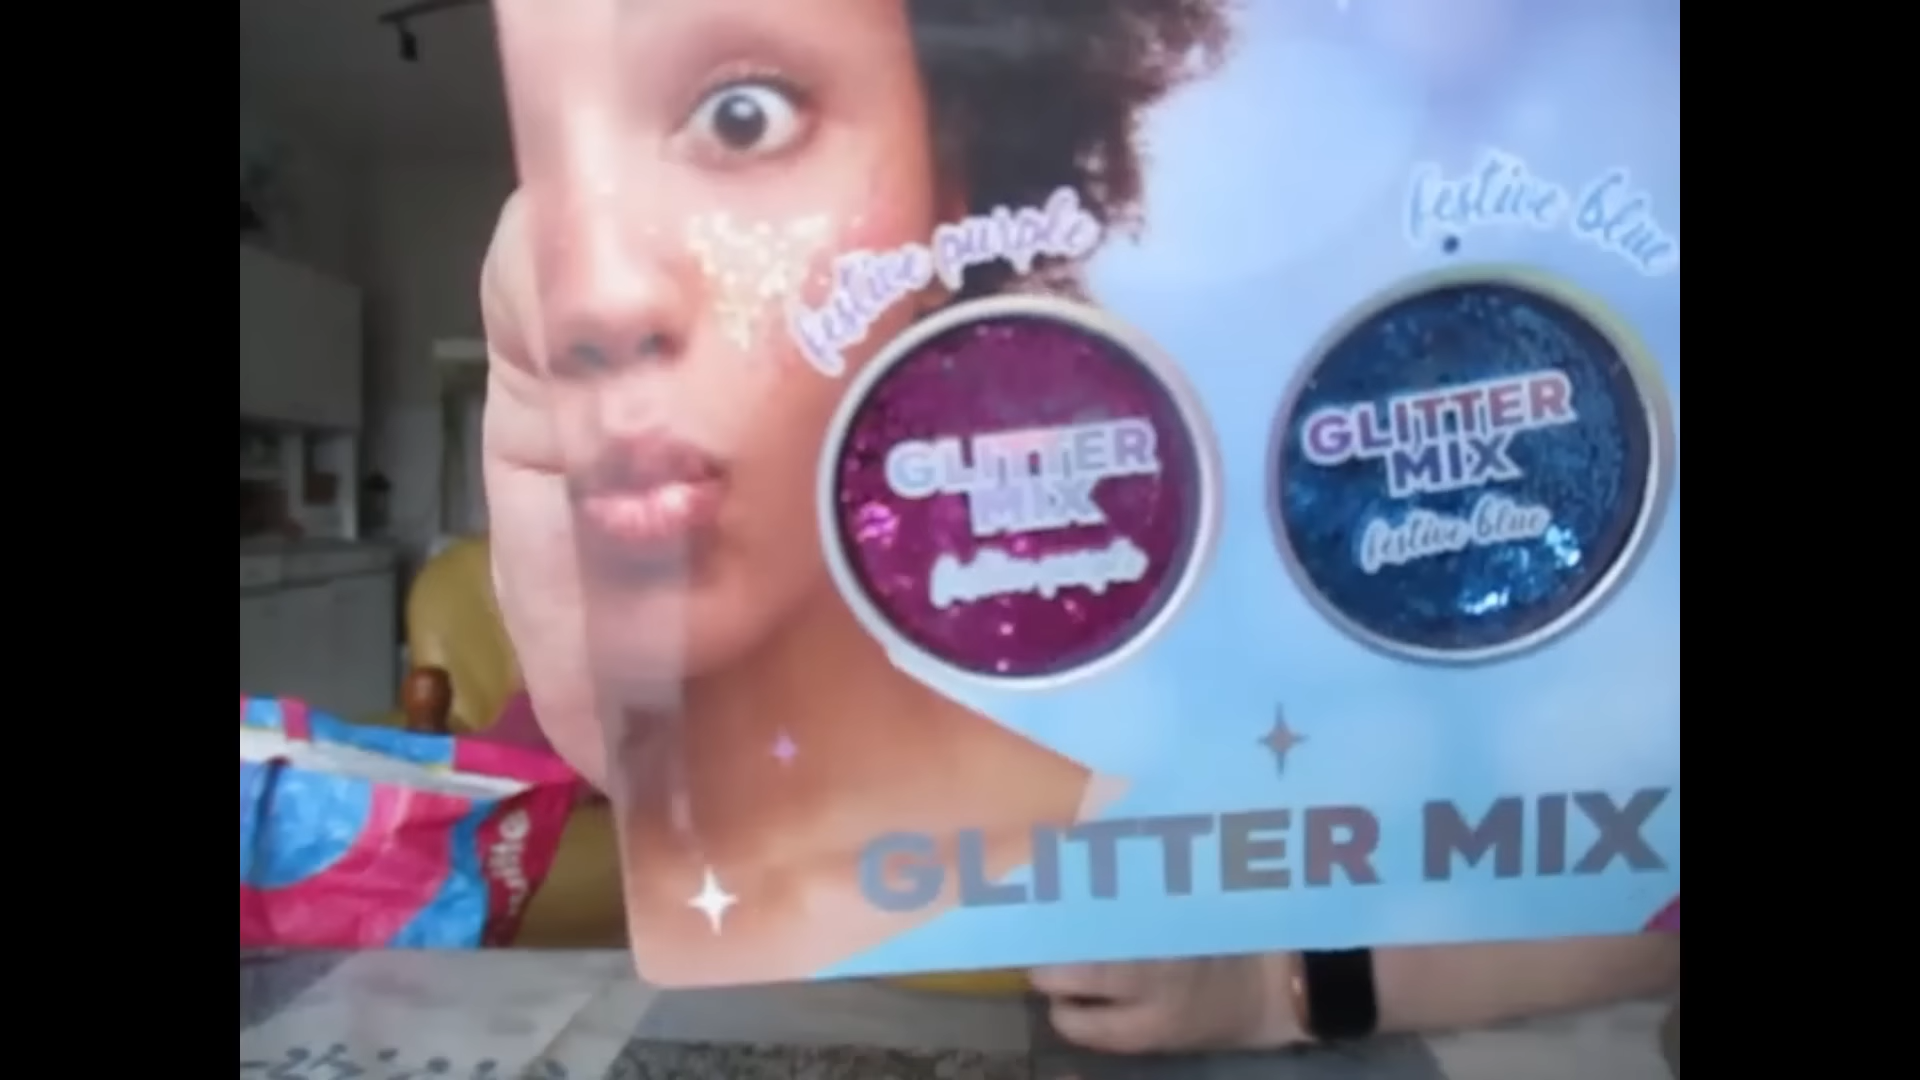 festive purple
festive blue
GLITTER
MIX
festive purple
GLITTER
MIX
festive blue
GLITTER MIX